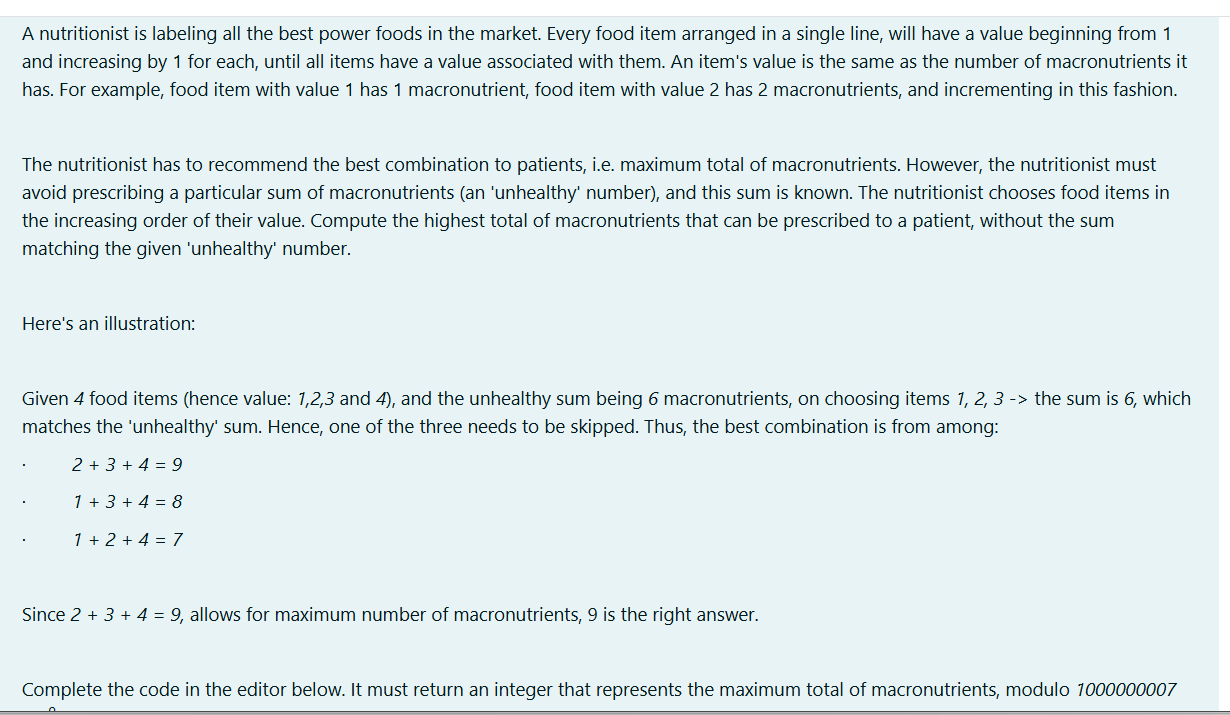 A nutritionist is labeling all the best power foods in the market. Every food item arranged in a single line, will have a value beginning from 1
and increasing by 1 for each, until all items have a value associated with them. An item's value is the same as the number of macronutrients it
has. For example, food item with value 1 has 1 macronutrient, food item with value 2 has 2 macronutrients, and incrementing in this fashion.
The nutritionist has to recommend the best combination to patients, i.e. maximum total of macronutrients. However, the nutritionist must
avoid prescribing a particular sum of macronutrients (an 'unhealthy' number), and this sum is known. The nutritionist chooses food items in
the increasing order of their value. Compute the highest total of macronutrients that can be prescribed to a patient, without the sum
matching the given 'unhealthy' number.
Here's an illustration:
Given 4 food items (hence value: 1,2,3 and 4), and the unhealthy sum being 6 macronutrients, on choosing items 1, 2, 3 -> the sum is 6, which
matches the 'unhealthy' sum. Hence, one of the three needs to be skipped. Thus, the best combination is from among:
· 2 + 3 + 4 = 9
· 1 + 3 + 4 = 8
· 1 + 2 + 4 = 7
Since 2 + 3 + 4 = 9, allows for maximum number of macronutrients, 9 is the right answer.
Complete the code in the editor below. It must return an integer that represents the maximum total of macronutrients, modulo 1000000007